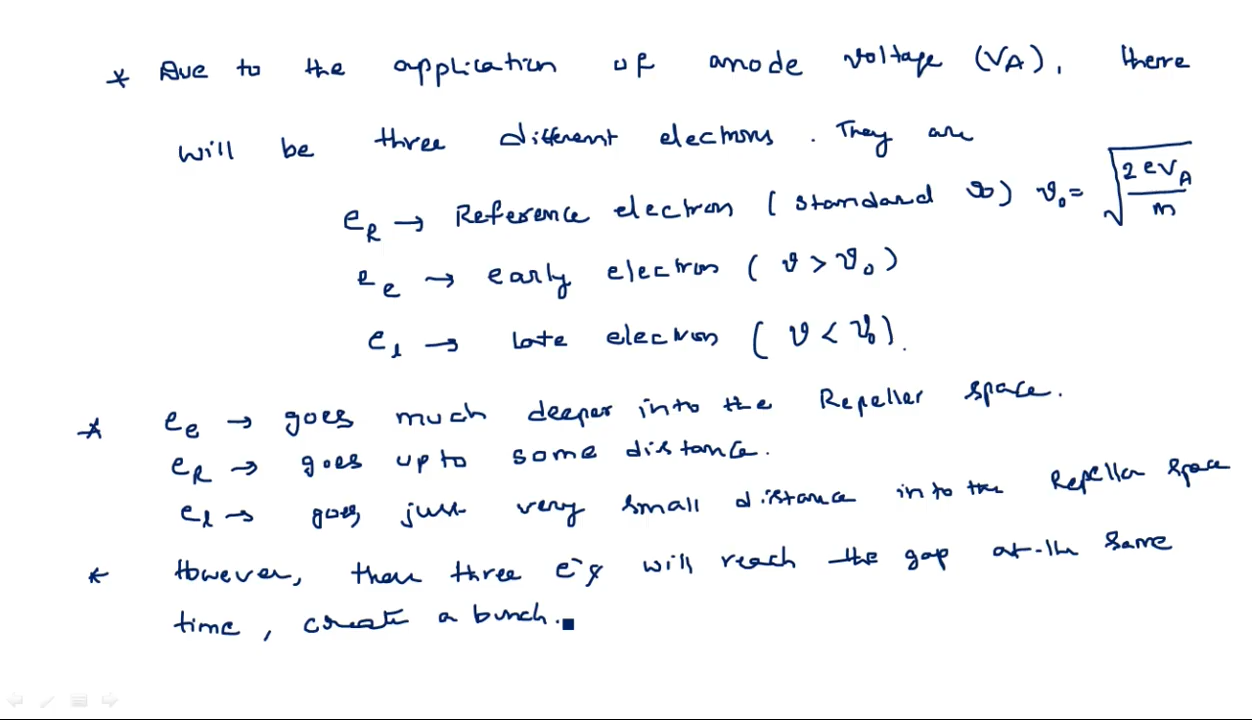 * Due to the application of anode voltage (VA), there
will be three different electrons. They are
eR → Reference electron (standard v0) v0 = √(2eVA/m)
ee → early electron (v > v0)
el → late electron (v < v0).
* ee → goes much deeper into the Repeller space.
eR → goes upto some distance.
el → goes just very small distance into the Repeller space
* However, these three e⁻s will reach the gap at the same
time, create a bunch.